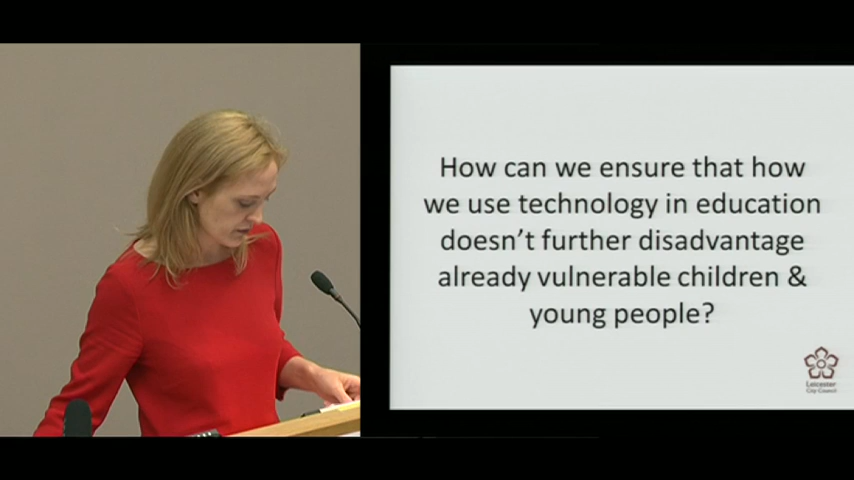 How can we ensure that how
we use technology in education
doesn't further disadvantage
already vulnerable children &
young people?
Leicester
City Council